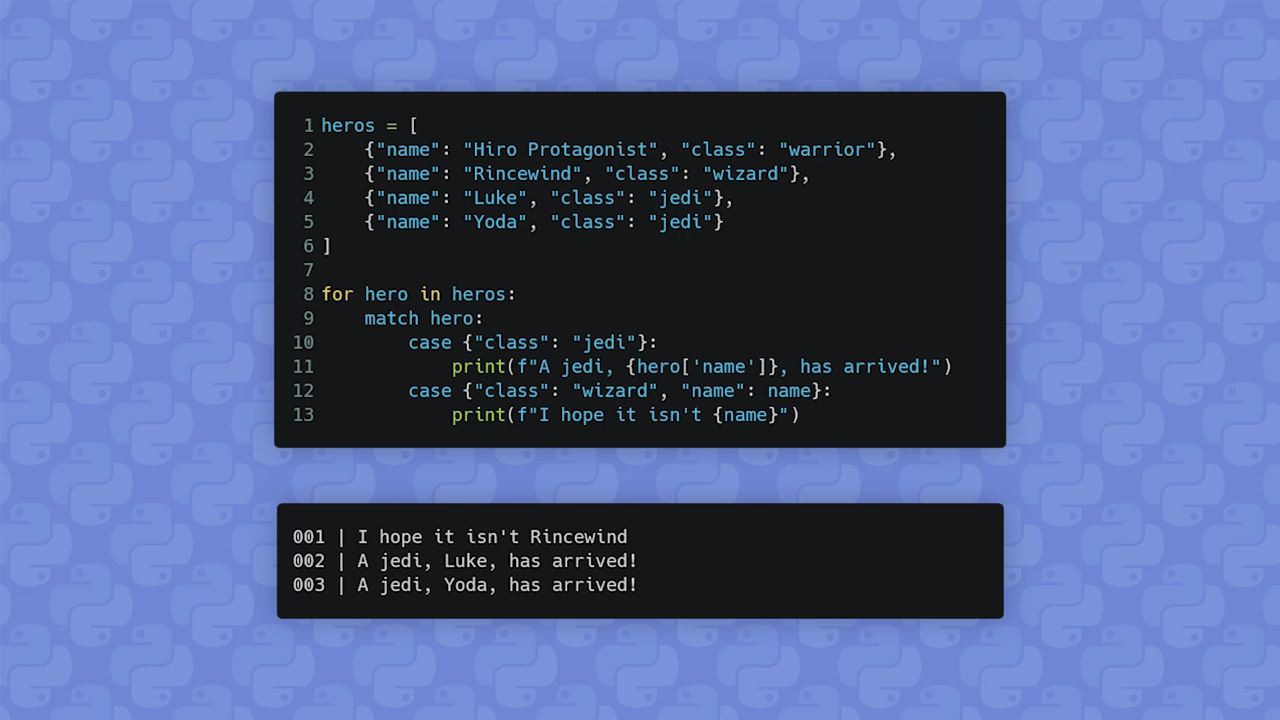 1 heros = [
2     {"name": "Hiro Protagonist", "class": "warrior"},
3     {"name": "Rincewind", "class": "wizard"},
4     {"name": "Luke", "class": "jedi"},
5     {"name": "Yoda", "class": "jedi"}
6 ]
7
8 for hero in heros:
9     match hero:
10         case {"class": "jedi"}:
11             print(f"A jedi, {hero['name']}, has arrived!")
12         case {"class": "wizard", "name": name}:
13             print(f"I hope it isn't {name}")
001 | I hope it isn't Rincewind
002 | A jedi, Luke, has arrived!
003 | A jedi, Yoda, has arrived!